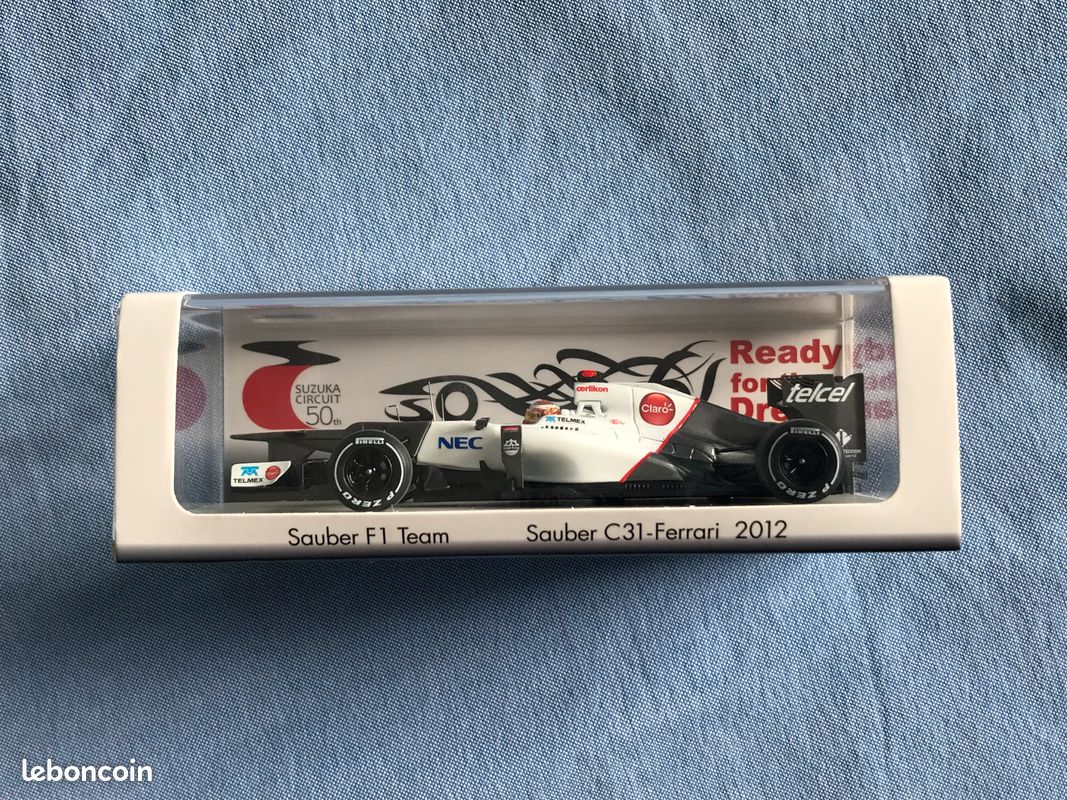 SUZUKA
CIRCUIT
50th
Ready
for the
Dre
oerlikon
Claro
telcel
TELMEX
NEC
PIRELLI
P ZERO
PIRELLI
P ZERO
TELMEX
Sauber F1 Team
Sauber C31-Ferrari 2012
leboncoin